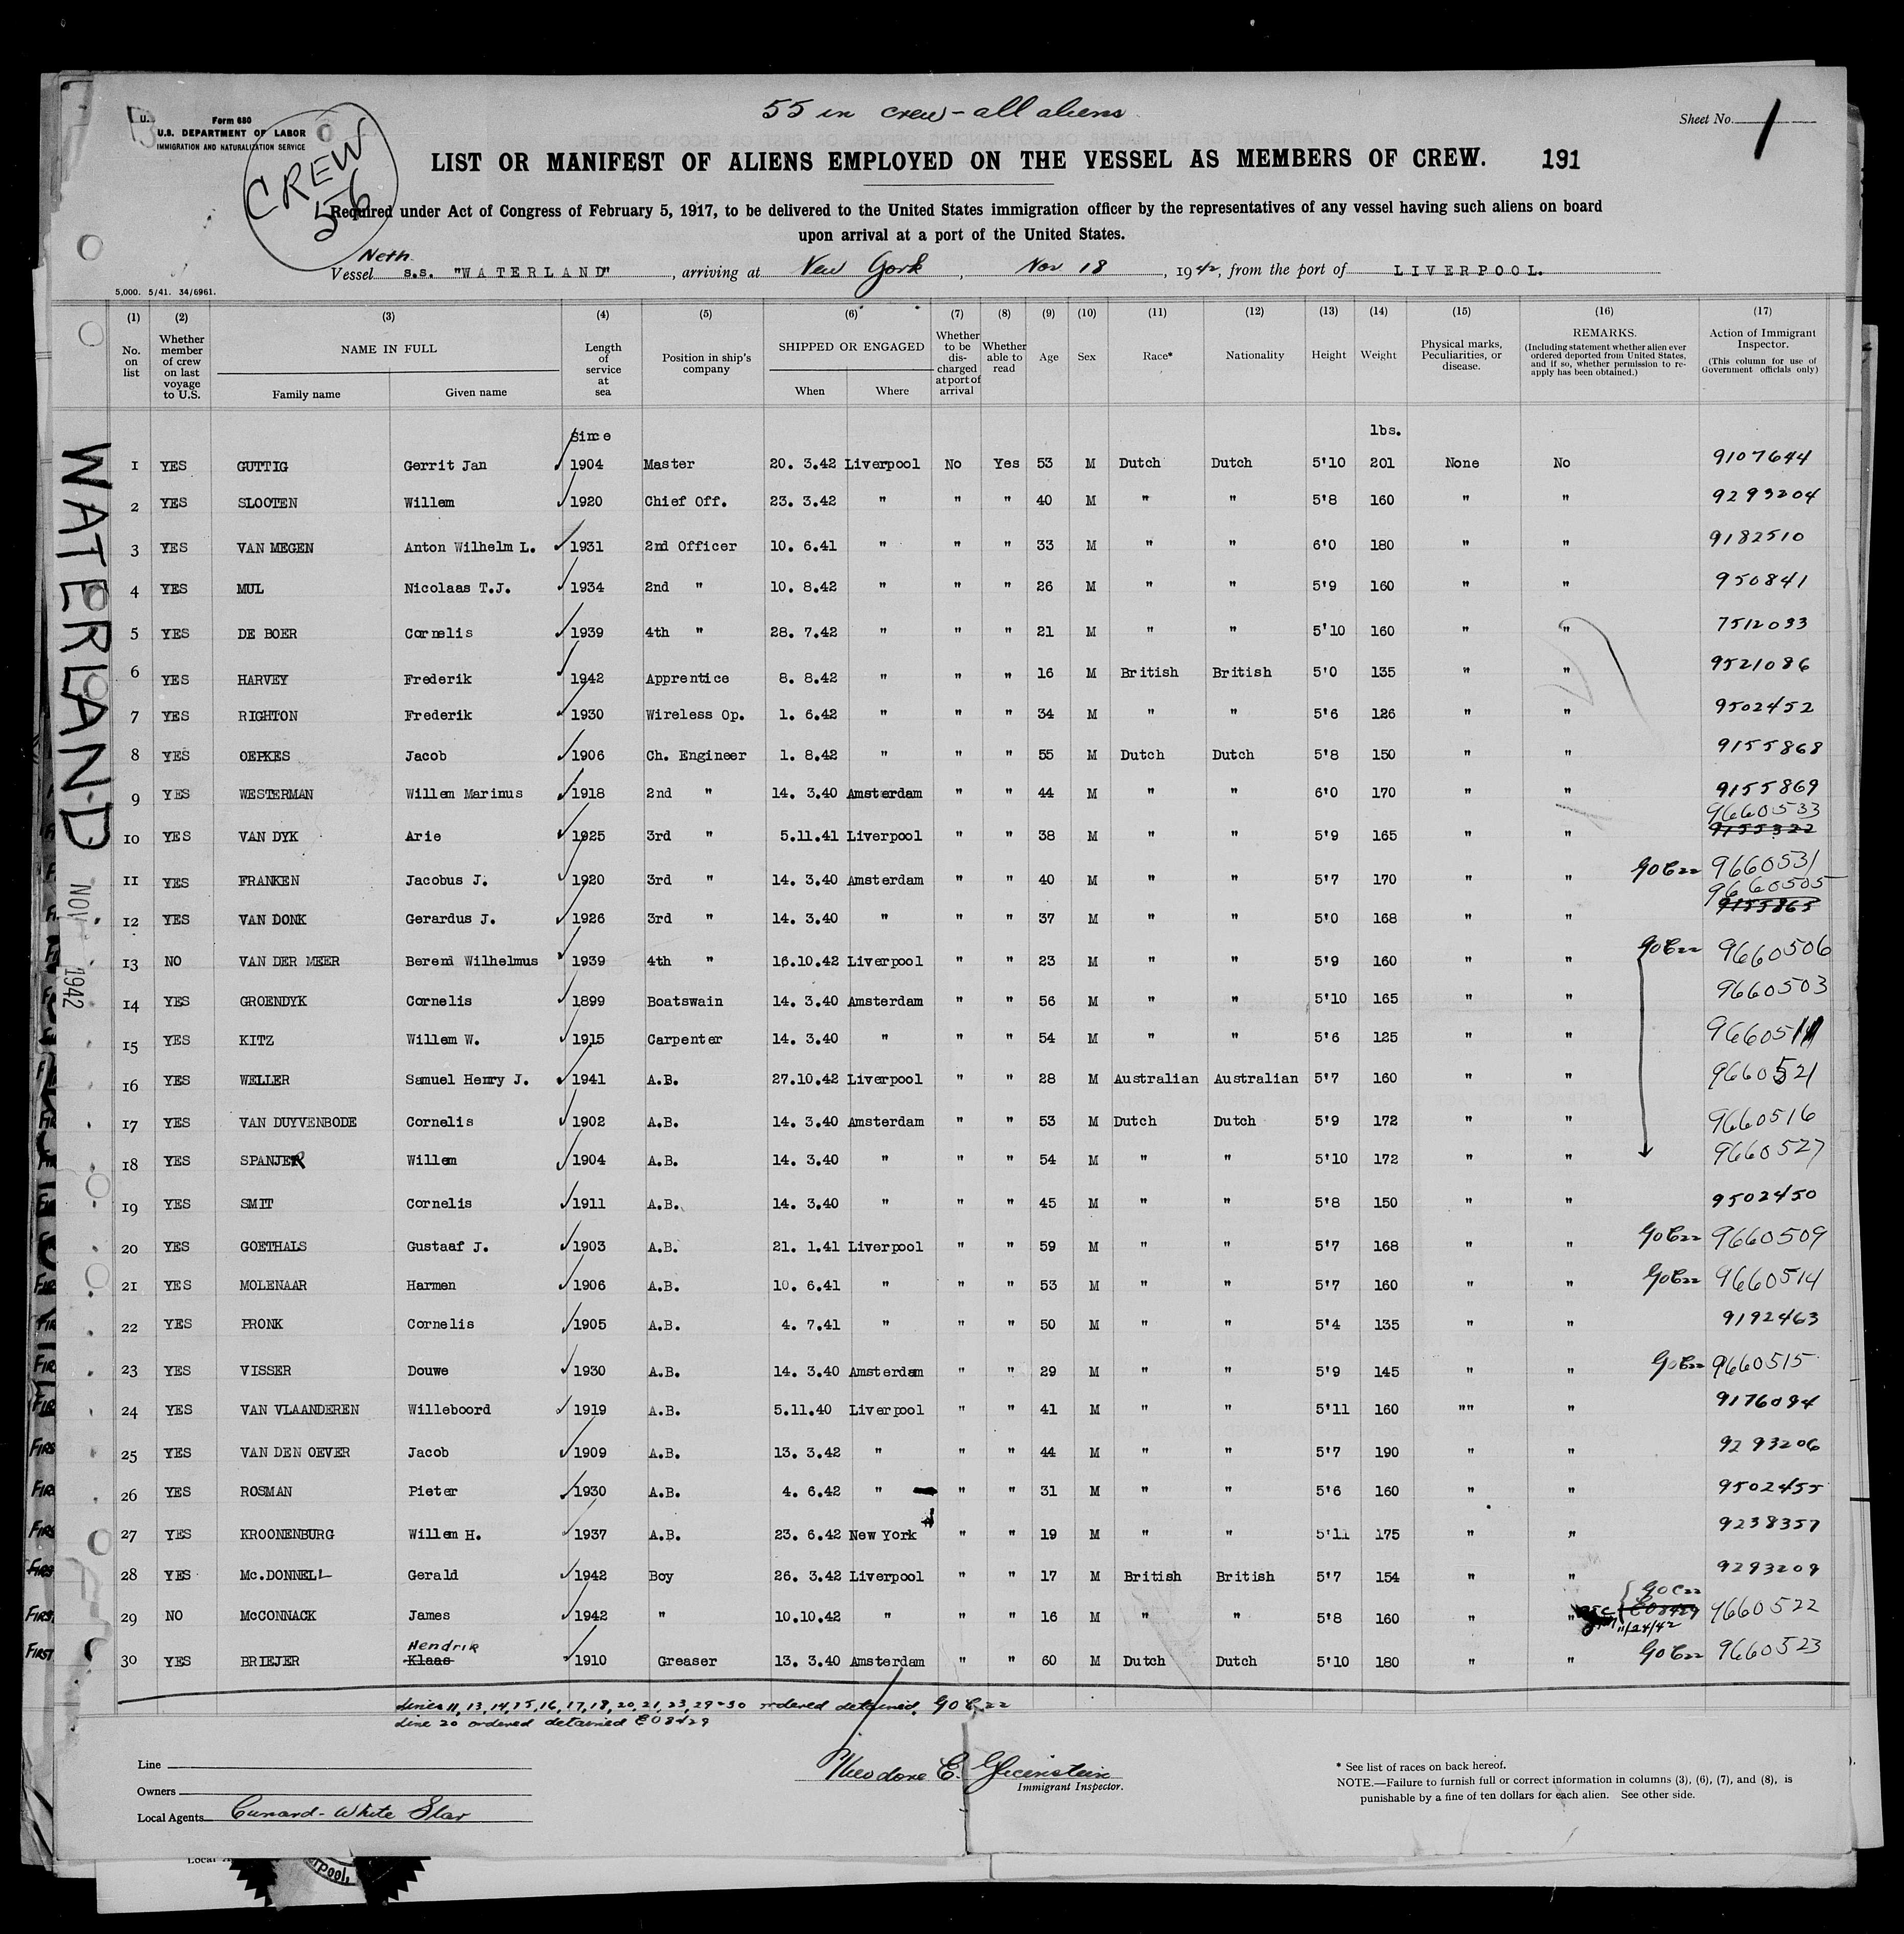 55 in crew - all aliens
Form 680
U.S. DEPARTMENT OF LABOR
IMMIGRATION AND NATURALIZATION SERVICE
CREW 56
Sheet No. 1
LIST OR MANIFEST OF ALIENS EMPLOYED ON THE VESSEL AS MEMBERS OF CREW. 191
Required under Act of Congress of February 5, 1917, to be delivered to the United States immigration officer by the representatives of any vessel having such aliens on board
upon arrival at a port of the United States.
Neth.
Vessel s.s. "WATERLAND", arriving at New York, Nov 18, 1942, from the port of LIVERPOOL.
5,000. 5/41. 34/6961.
(1) (2) (3) (4) (5) (6) (7) (8) (9) (10) (11) (12) (13) (14) (15) (16) (17)
No. on list
Whether member of crew on last voyage to U.S.
NAME IN FULL
Family name
Given name
Length of service at sea
Position in ship's company
SHIPPED OR ENGAGED
When
Where
Whether to be discharged at port of arrival
Whether able to read
Age
Sex
Race*
Nationality
Height
Weight
Physical marks, Peculiarities, or disease.
REMARKS.
(Including statement whether alien ever ordered deported from United States, and if so, whether permission to re-apply has been obtained.)
Action of Immigrant Inspector.
(This column for use of Government officials only)
WATERLAND
NOV 1942
since lbs.
1 YES GUTTIG Gerrit Jan 1904 Master 20. 3.42 Liverpool No Yes 53 M Dutch Dutch 5'10 201 None No 9107644
2 YES SLOOTEN Willem 1920 Chief Off. 23. 3.42 " " " 40 M " " 5'8 160 " " 9293204
3 YES VAN MEGEN Anton Wilhelm L. 1931 2nd Officer 10. 6.41 " " " 33 M " " 6'0 180 " " 9182510
4 YES MUL Nicolaas T.J. 1934 2nd " 10. 8.42 " " " 26 M " " 5'9 160 " " 950841
5 YES DE BOER Cornelis 1939 4th " 28. 7.42 " " " 21 M " " 5'10 160 " " 7512033
6 YES HARVEY Frederik 1942 Apprentice 8. 8.42 " " " 16 M British British 5'0 135 " " 9521086
7 YES RIGHTON Frederik 1930 Wireless Op. 1. 6.42 " " " 34 M " " 5'6 126 " " 9502452
8 YES OEPKES Jacob 1906 Ch. Engineer 1. 8.42 " " " 55 M Dutch Dutch 5'8 150 " " 9155868
9 YES WESTERMAN Willem Marinus 1918 2nd " 14. 3.40 Amsterdam " " 44 M " " 6'0 170 " " 9155869
10 YES VAN DYK Arie 1925 3rd " 5.11.41 Liverpool " " 38 M " " 5'9 165 " " 9660533 9155322
11 YES FRANKEN Jacobus J. 1920 3rd " 14. 3.40 Amsterdam " " 40 M " " 5'7 170 " " 9660531
12 YES VAN DONK Gerardus J. 1926 3rd " 14. 3.40 " " " 37 M " " 5'0 168 " " 9660505 9155865
13 NO VAN DER MEER Berend Wilhelmus 1939 4th " 16.10.42 Liverpool " " 23 M " " 5'9 160 " " 9660506
14 YES GROENDYK Cornelis 1899 Boatswain 14. 3.40 Amsterdam " " 56 M " " 5'10 165 " " 9660503
15 YES KITZ Willem W. 1915 Carpenter 14. 3.40 " " " 54 M " " 5'6 125 " "
16 YES WELLER Samuel Henry J. 1941 A.B. 27.10.42 Liverpool " " 28 M Australian Australian 5'7 160 " " 9660521
17 YES VAN DUYVENBODE Cornelis 1902 A.B. 14. 3.40 Amsterdam " " 53 M Dutch Dutch 5'9 172 " " 9660516
18 YES SPANJER Willem 1904 A.B. 14. 3.40 " " " 54 M " " 5'10 172 " " 9660527
19 YES SMIT Cornelis 1911 A.B. 14. 3.40 " " " 45 M " " 5'8 150 " " 9502450
20 YES GOETHALS Gustaaf J. 1903 A.B. 21. 1.41 Liverpool " " 59 M " " 5'7 168 " " 9660509
21 YES MOLENAAR Harmen 1906 A.B. 10. 6.41 " " " 53 M " " 5'7 160 " " 9660514
22 YES PRONK Cornelis 1905 A.B. 4. 7.41 " " " 50 M " " 5'4 135 " " 9192463
23 YES VISSER Douwe 1930 A.B. 14. 3.40 Amsterdam " " 29 M " " 5'9 145 " " 9660515
24 YES VAN VLAANDEREN Willeboord 1919 A.B. 5.11.40 Liverpool " " 41 M " " 5'11 160 "" " 9176094
25 YES VAN DEN OEVER Jacob 1909 A.B. 13. 3.42 " " " 44 M " " 5'7 190 " " 9293206
26 YES ROSMAN Pieter 1930 A.B. 4. 6.42 " " " 31 M " " 5'6 160 " " 9502455
27 YES KROONENBURG Willem H. 1937 A.B. 23. 6.42 New York " " 19 M " " 5'11 175 " " 9238357
28 YES Mc.DONNELL Gerald 1942 Boy 26. 3.42 Liverpool " " 17 M British British 5'7 154 " " 9293209
29 NO McCONNACK James 1942 " 10.10.42 " " " 16 M " " 5'8 160 " " 11/24/42 9660522
30 YES BRIEJER Hendrik Klaas 1910 Greaser 13. 3.40 Amsterdam " " 60 M Dutch Dutch 5'10 180 " " 9660523
Lines 11, 13, 14, 15, 16, 17, 18, 20, 21, 23, 29+30 ordered detained.
Line 20 ordered detained
Line
Owners
Local Agents Cunard-White Star
Immigrant Inspector.
* See list of races on back hereof.
NOTE.—Failure to furnish full or correct information in columns (3), (6), (7), and (8), is
punishable by a fine of ten dollars for each alien. See other side.